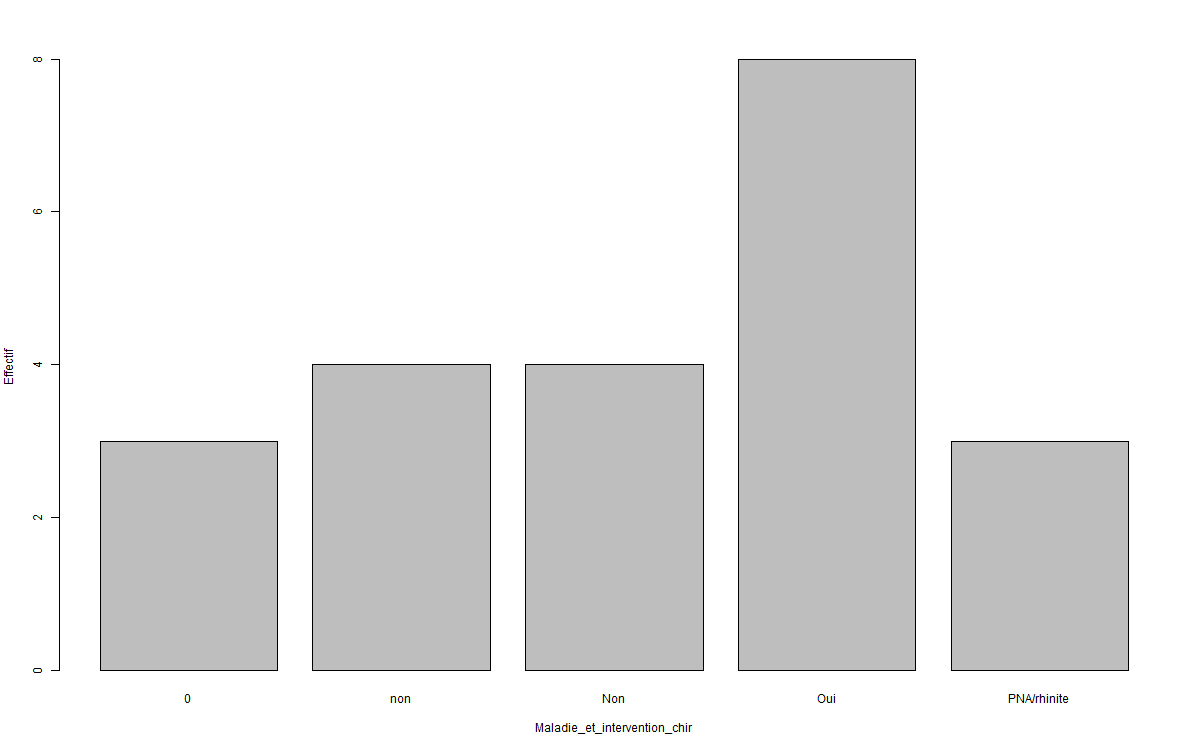 Effectif
8
6
4
2
0
0 non Non Oui PNA/rhinite
Maladie_et_intervention_chir